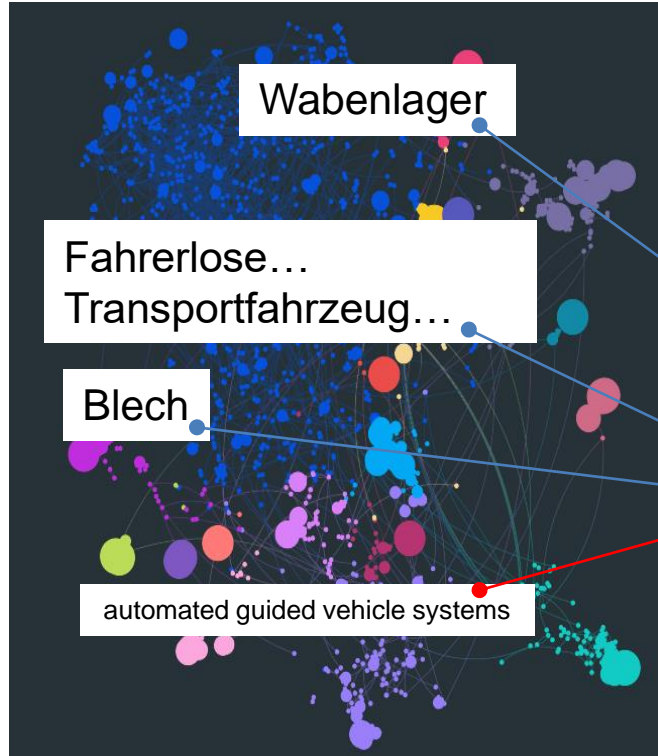 Wabenlager
Fahrerlose…
Transportfahrzeug…
Blech
automated guided vehicle systems